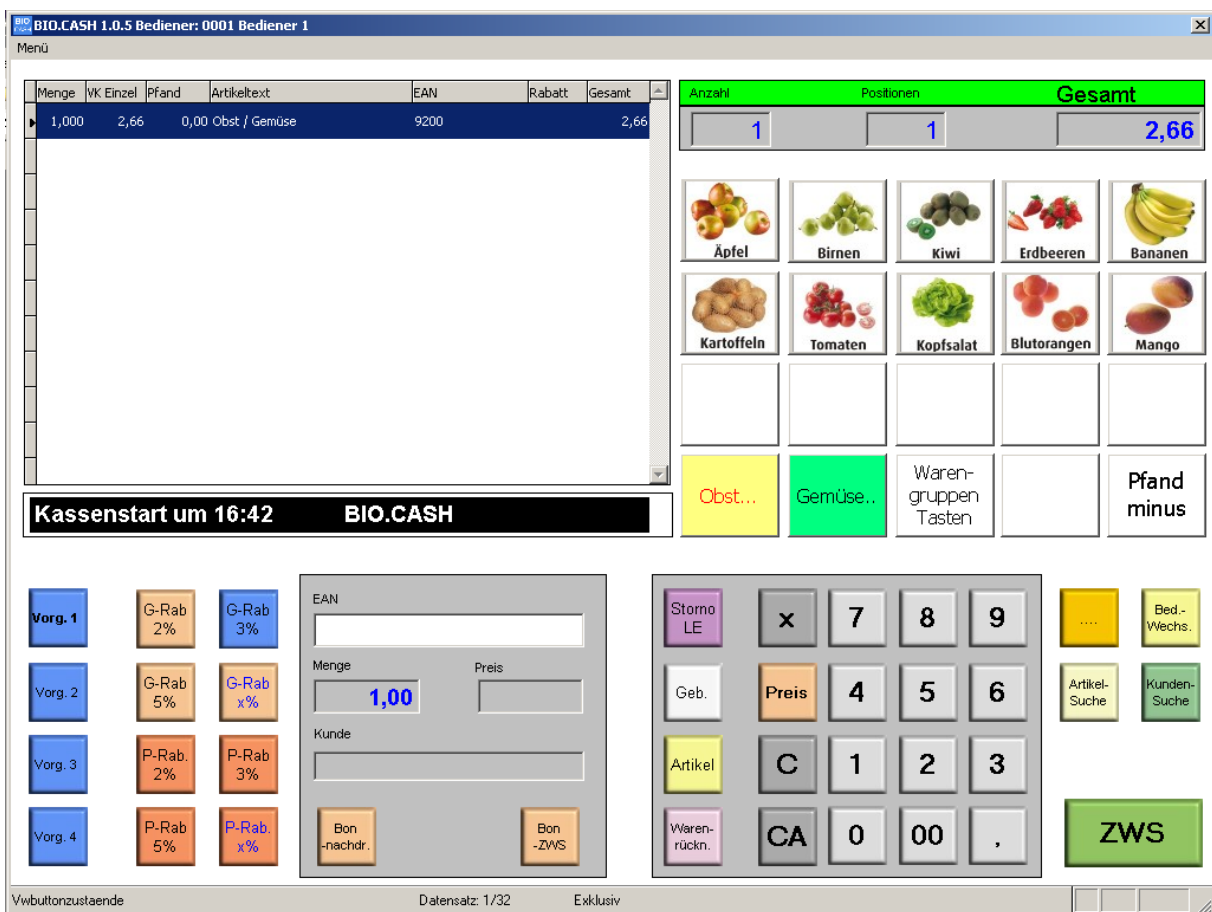 BIO CASH BIO.CASH 1.0.5 Bediener: 0001 Bediener 1
Menü
Menge VK Einzel Pfand Artikeltext EAN Rabatt Gesamt
1,000 2,66 0,00 Obst / Gemüse 9200 2,66
Anzahl Positionen Gesamt
1 1 2,66
Äpfel Birnen Kiwi Erdbeeren Bananen
Kartoffeln Tomaten Kopfsalat Blutorangen Mango
Obst...
Gemüse..
Waren-
gruppen
Tasten
Pfand
minus
Kassenstart um 16:42 BIO.CASH
Vorg. 1
G-Rab
2%
G-Rab
3%
Vorg. 2
G-Rab
5%
G-Rab
x%
Vorg. 3
P-Rab.
2%
P-Rab
3%
Vorg. 4
P-Rab
5%
P-Rab.
x%
EAN
Menge Preis
1,00
Kunde
Bon
-nachdr.
Bon
-ZWS
Storno
LE
x 7 8 9
Geb.
Preis 4 5 6
Artikel
C 1 2 3
Waren-
rückn.
CA 0 00 ,
....
Bed.-
Wechs.
Artikel-
Suche
Kunden-
Suche
ZWS
Vwbuttonzustaende Datensatz: 1/32 Exklusiv